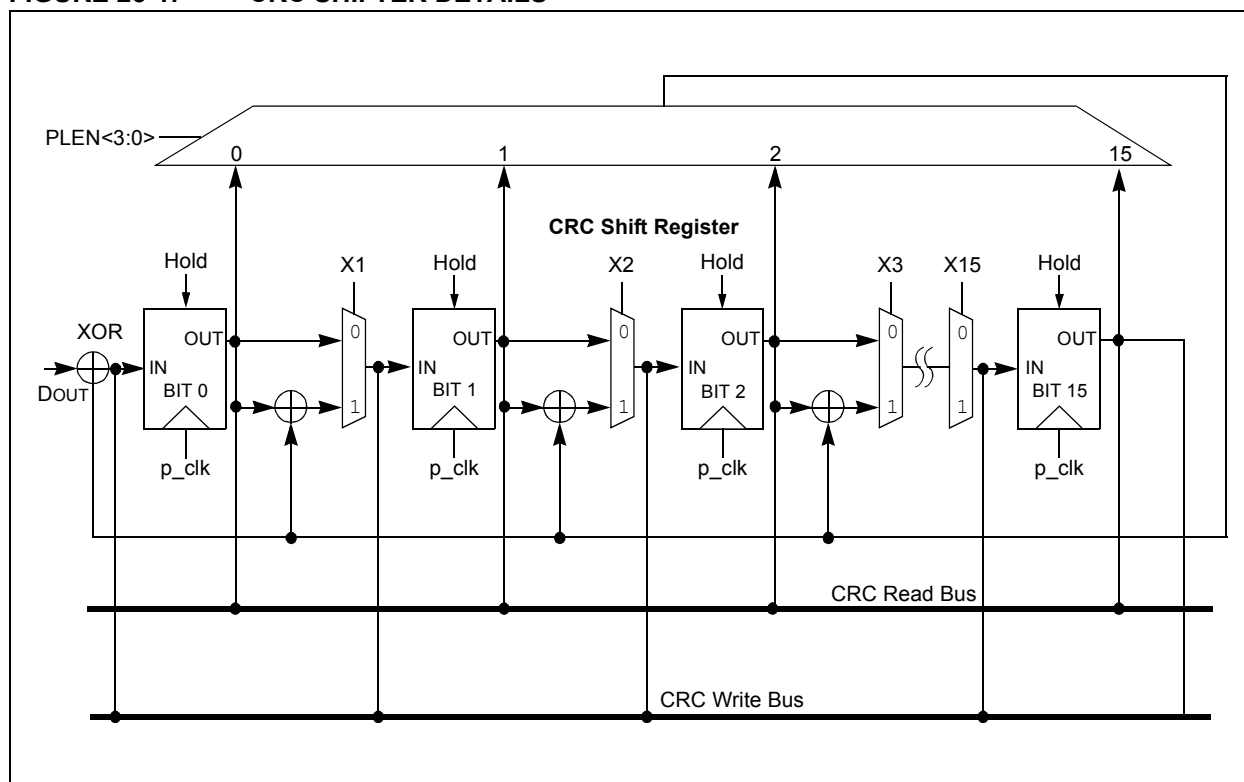 PLEN<3:0>
0 1 2 15
CRC Shift Register
Hold X1 Hold X2 Hold X3 X15 Hold
XOR
OUT 0 OUT 0 OUT 0 0 OUT
IN IN IN IN
DOUT
BIT 0 1 BIT 1 1 BIT 2 1 1 BIT 15
p_clk p_clk p_clk p_clk
CRC Read Bus
CRC Write Bus